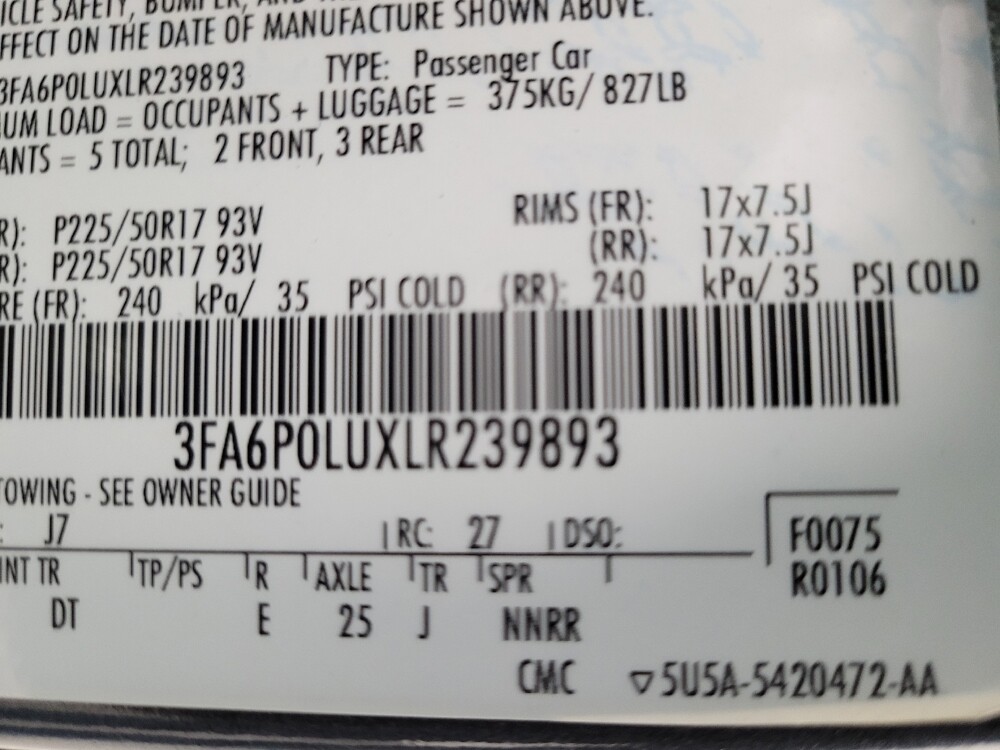 ICLE SAFETY, BUMPER, AND
FFECT ON THE DATE OF MANUFACTURE SHOWN ABOVE.
3FA6P0LUXLR239893 TYPE: Passenger Car
UM LOAD = OCCUPANTS + LUGGAGE = 375KG/ 827LB
ANTS = 5 TOTAL; 2 FRONT, 3 REAR
R): P225/50R17 93V RIMS (FR): 17x7.5J
R): P225/50R17 93V (RR): 17x7.5J
RE (FR): 240 kPa/ 35 PSI COLD (RR): 240 kPa/ 35 PSI COLD
3FA6P0LUXLR239893
TOWING - SEE OWNER GUIDE
: J7 RC: 27 DSO: F0075
R0106
INT TR TP/PS R AXLE TR SPR
DT E 25 J NNRR
CMC ▽5U5A-5420472-AA